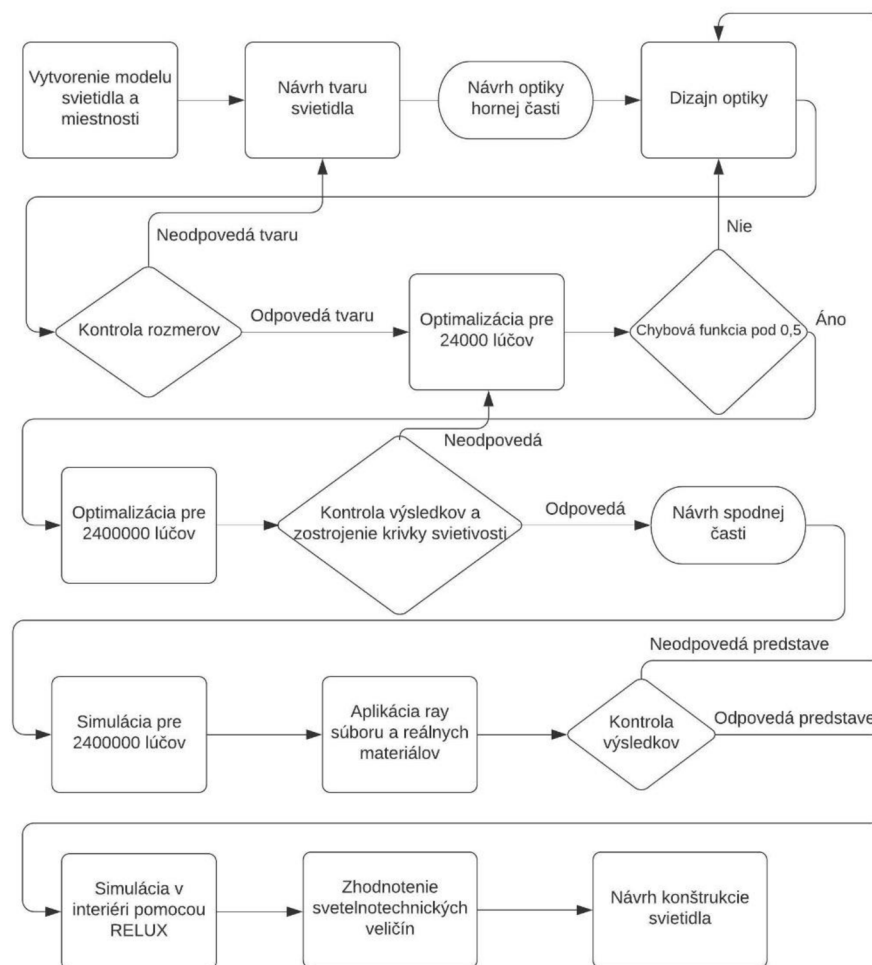 Vytvorenie modelu
svietidla a
miestnosti
Návrh tvaru
svietidla
Návrh optiky
hornej časti
Dizajn optiky
Neodpovedá tvaru
Nie
Kontrola rozmerov
Odpovedá tvaru
Optimalizácia pre
24000 lúčov
Chybová funkcia pod 0,5
Áno
Neodpovedá
Optimalizácia pre
2400000 lúčov
Kontrola výsledkov a
zostrojenie krivky svietivosti
Odpovedá
Návrh spodnej
časti
Neodpovedá predstave
Simulácia pre
2400000 lúčov
Aplikácia ray
súboru a reálnych
materiálov
Kontrola
výsledkov
Odpovedá predstave
Simulácia v
interiéri pomocou
RELUX
Zhodnotenie
svetelnotechnických
veličín
Návrh konštrukcie
svietidla